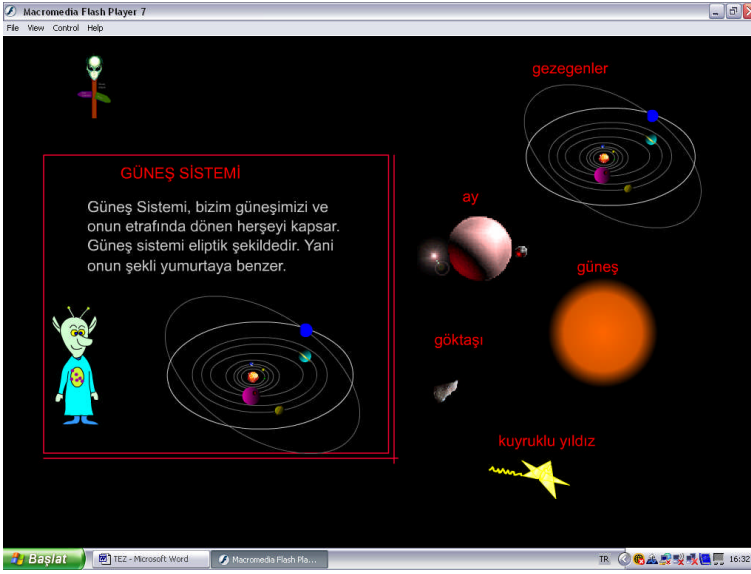 Macromedia Flash Player 7
File View Control Help
gezegenler
GÜNEŞ SİSTEMİ
Güneş Sistemi, bizim güneşimizi ve
onun etrafında dönen herşeyi kapsar.
Güneş sistemi eliptik şekildedir. Yani
onun şekli yumurtaya benzer.
ay
güneş
göktaşı
kuyruklu yıldız
Başlat
TEZ - Microsoft Word
Macromedia Flash Pla...
TR
16:32